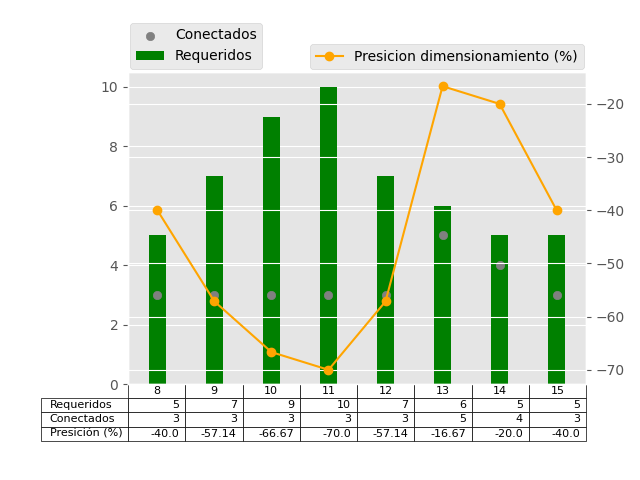 Conectados
Requeridos
Presicion dimensionamiento (%)
10
8
6
4
2
0
−20
−30
−40
−50
−60
−70
8 9 10 11 12 13 14 15
Requeridos 5 7 9 10 7 6 5 5
Conectados 3 3 3 3 3 5 4 3
Presición (%) -40.0 -57.14 -66.67 -70.0 -57.14 -16.67 -20.0 -40.0